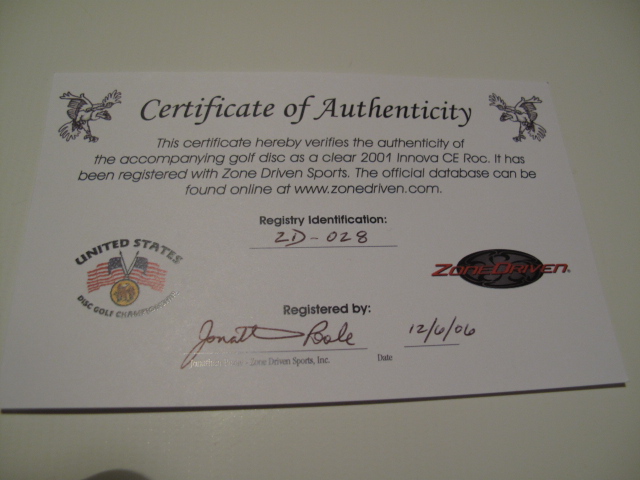 Certificate of Authenticity
This certificate hereby verifies the authenticity of
the accompanying golf disc as a clear 2001 Innova CE Roc. It has
been registered with Zone Driven Sports. The official database can be
found online at www.zonedriven.com.
Registry Identification:
ZD-028
UNITED STATES
DISC GOLF CHAMPIONSHIP
ZONEDRIVEN
Registered by:
12/6/06
Zone Driven Sports, Inc.
Date